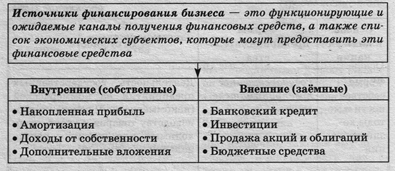 Источники финансирования бизнеса — это функционирующие и
ожидаемые каналы получения финансовых средств, а также спи-
сок экономических субъектов, которые могут предоставить эти
финансовые средства
Внутренние (собственные)
• Накопленная прибыль
• Амортизация
• Доходы от собственности
• Дополнительные вложения
Внешние (заёмные)
• Банковский кредит
• Инвестиции
• Продажа акций и облигаций
• Бюджетные средства